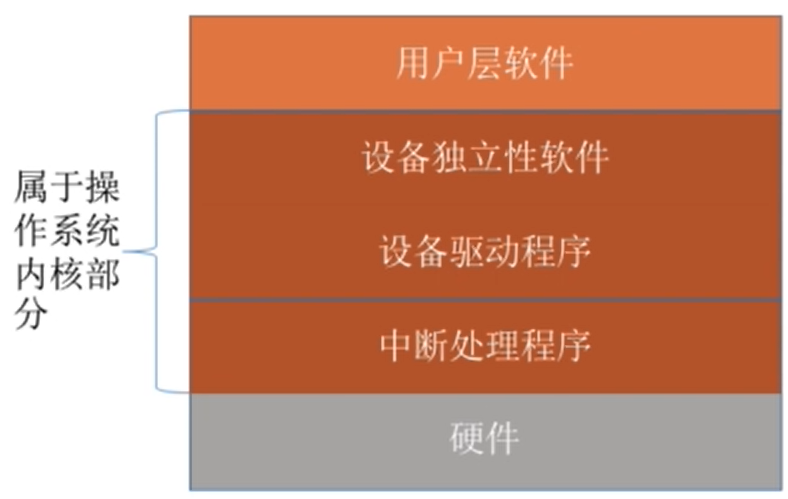 用户层软件
设备独立性软件
属于操
作系统
内核部
分
设备驱动程序
中断处理程序
硬件